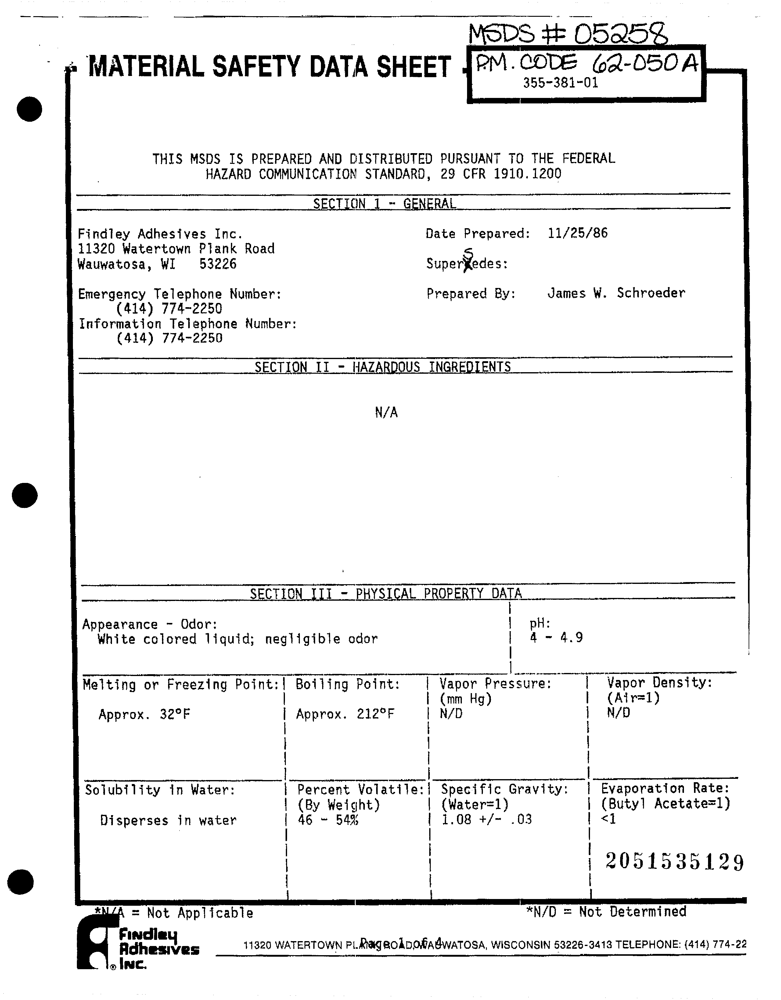 MSDS # 05258
MATERIAL SAFETY DATA SHEET
P.M. CODE 62-050A
355-381-01
THIS MSDS IS PREPARED AND DISTRIBUTED PURSUANT TO THE FEDERAL
HAZARD COMMUNICATION STANDARD, 29 CFR 1910.1200
SECTION I - GENERAL
Findley Adhesives Inc. Date Prepared: 11/25/86
11320 Watertown Plank Road
Wauwatosa, WI 53226 Supersedes:
Emergency Telephone Number: Prepared By: James W. Schroeder
(414) 774-2250
Information Telephone Number:
(414) 774-2250
SECTION II - HAZARDOUS INGREDIENTS
N/A
SECTION III - PHYSICAL PROPERTY DATA
Appearance - Odor: pH:
White colored liquid; negligible odor 4 - 4.9
Melting or Freezing Point: Boiling Point: Vapor Pressure: Vapor Density:
(mm Hg) (Air=1)
Approx. 32°F Approx. 212°F N/D N/D
Solubility in Water: Percent Volatile: Specific Gravity: Evaporation Rate:
(By Weight) (Water=1) (Butyl Acetate=1)
Disperses in water 46 - 54% 1.08 +/- .03 <1
2051535129
*N/A = Not Applicable *N/D = Not Determined
Findley
Adhesives
® INC.
11320 WATERTOWN PLANK ROAD, WAUWATOSA, WISCONSIN 53226-3413 TELEPHONE: (414) 774-22
Page 1 of 4